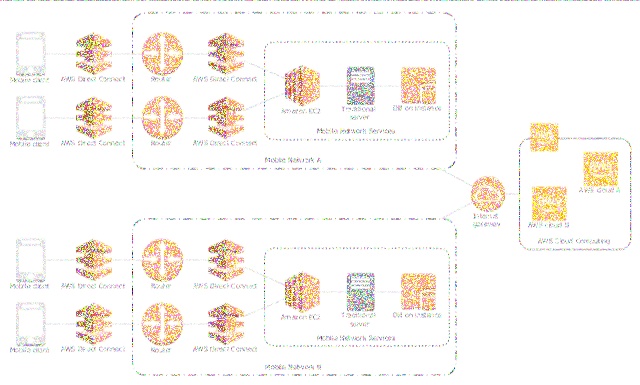 Mobile client AWS Direct Connect Router AWS Direct Connect
Amazon EC2 Traditional server DB on instance
Mobile client AWS Direct Connect Router AWS Direct Connect
Mobile Network Services
Mobile Network A
Internet gateway
AWS Cloud A
AWS Cloud B
AWS Cloud Computing
Mobile client AWS Direct Connect Router AWS Direct Connect
Amazon EC2 Traditional server DB on instance
Mobile client AWS Direct Connect Router AWS Direct Connect
Mobile Network Services
Mobile Network B